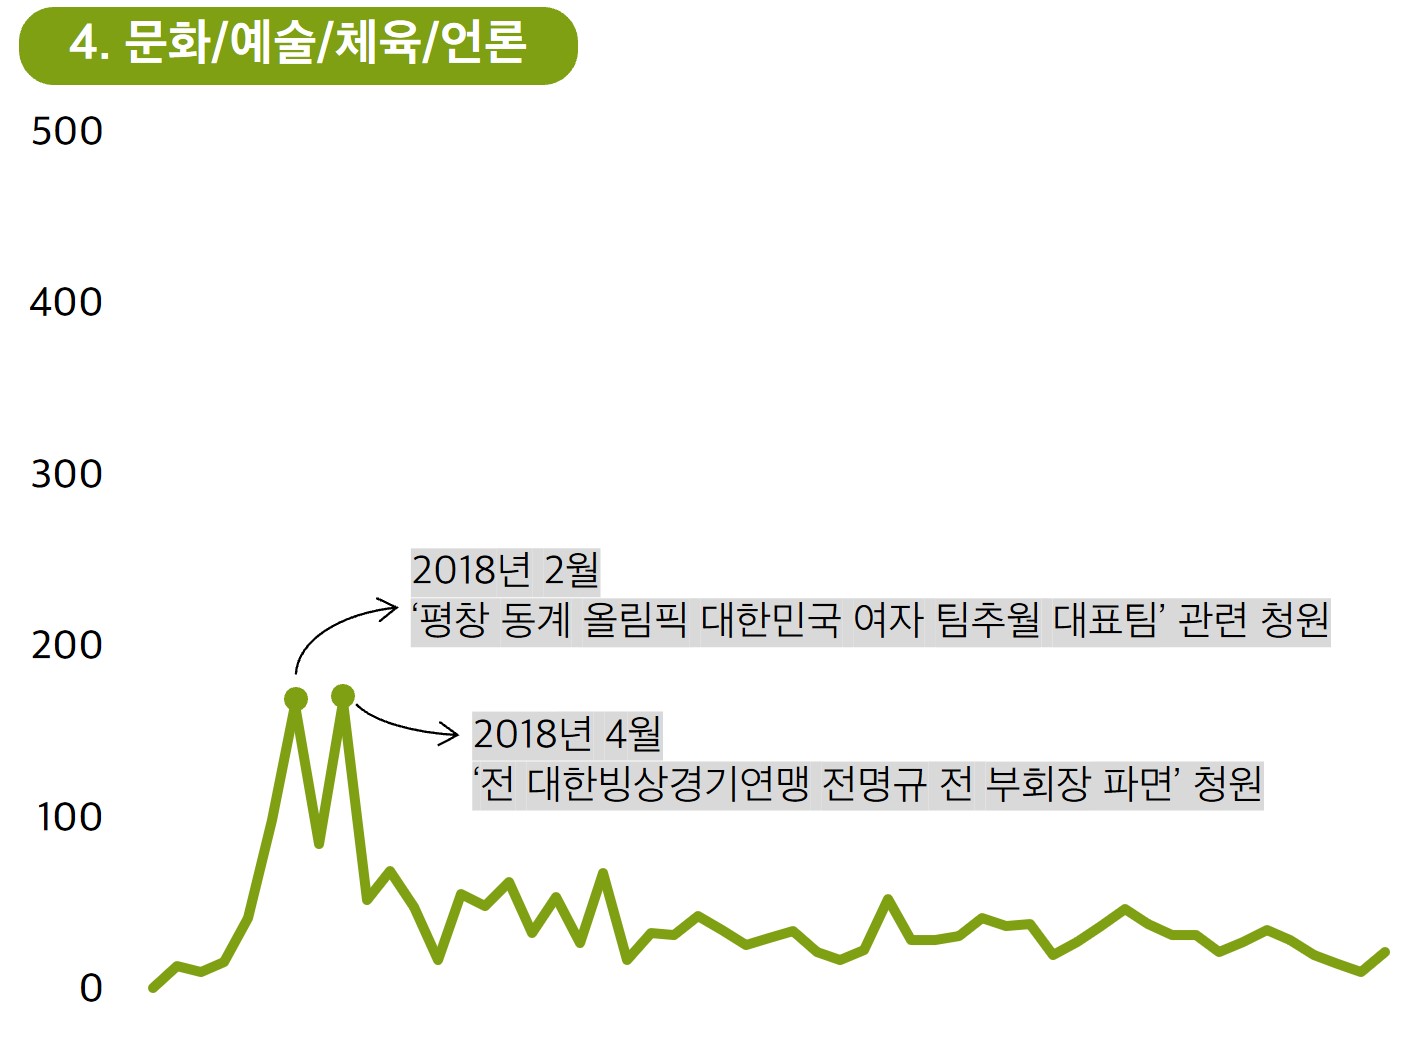 4. 문화/예술/체육/언론
500
400
300
2018년 2월
‘평창 동계 올림픽 대한민국 여자 팀추월 대표팀’ 관련 청원
200
2018년 4월
‘전 대한빙상경기연맹 전명규 전 부회장 파면’ 청원
100
0